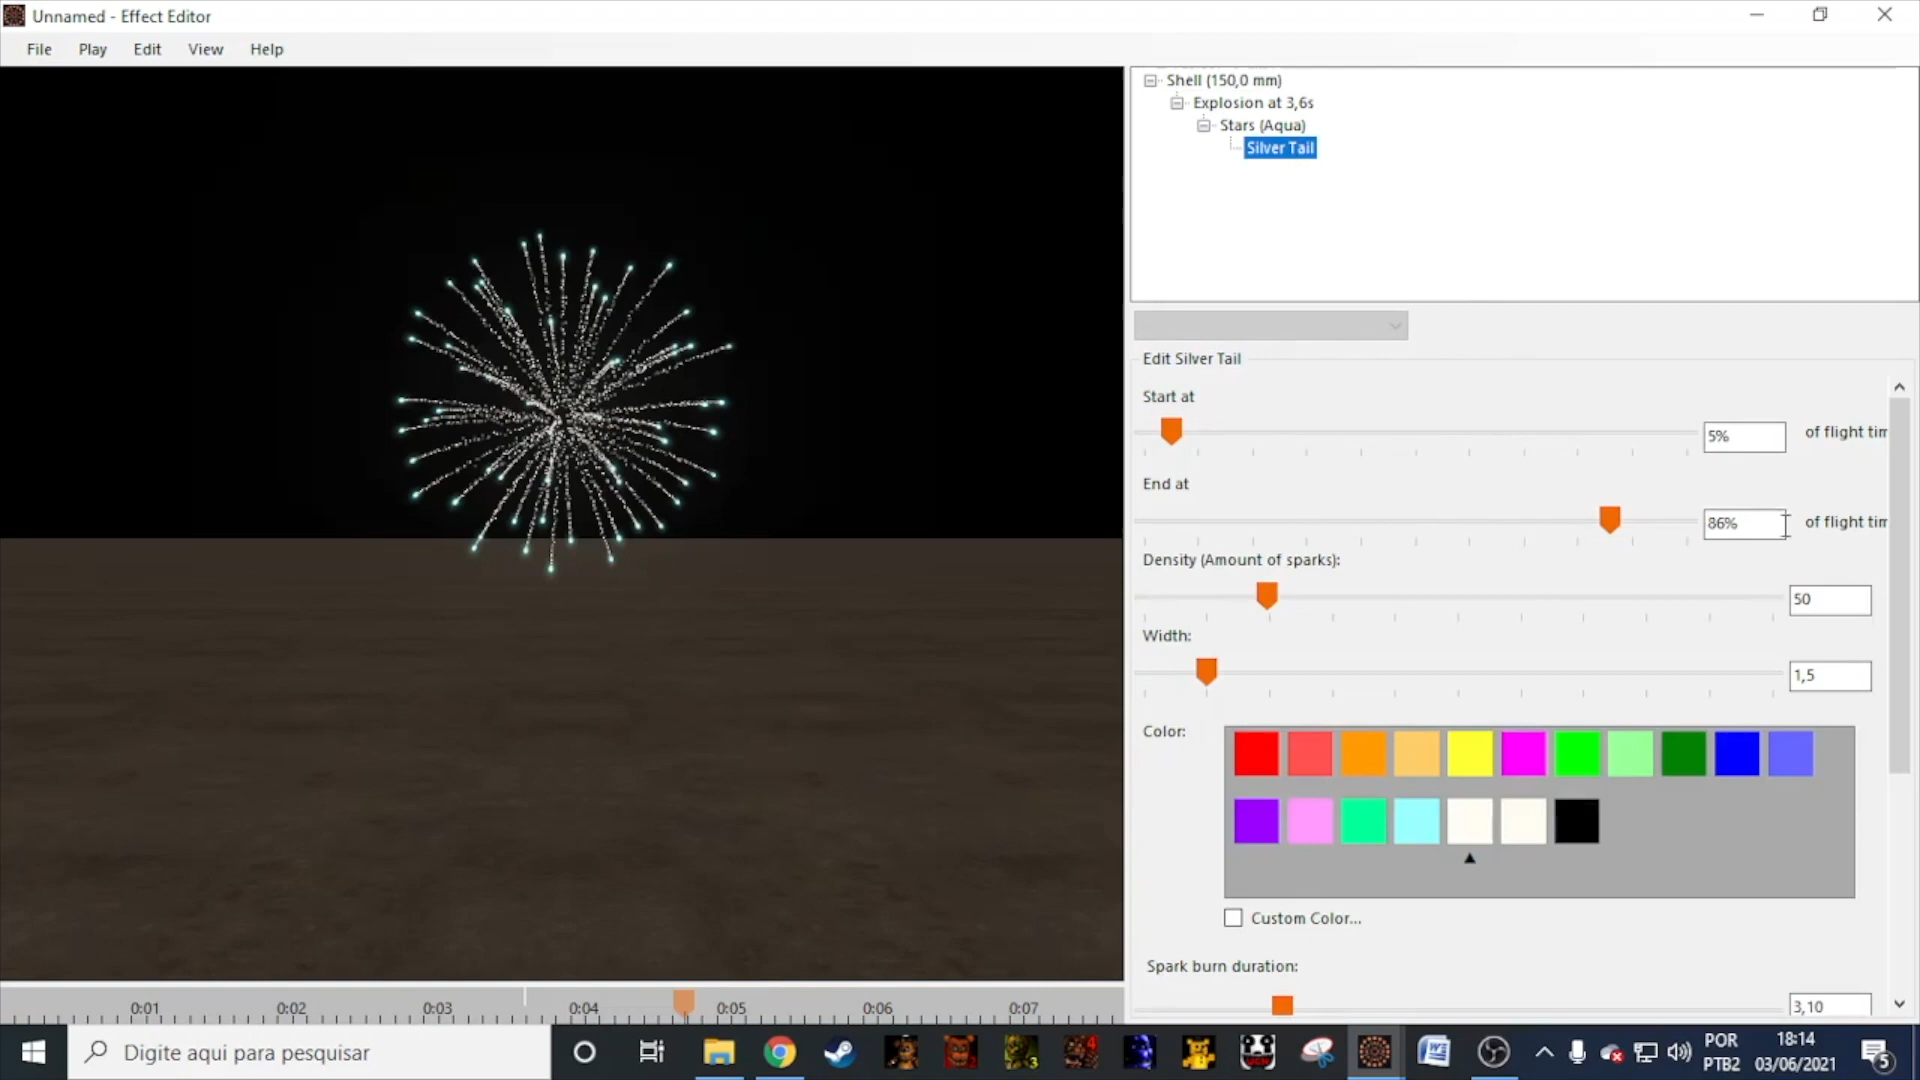 Unnamed - Effect Editor
File Play Edit View Help
Shell (150,0 mm)
Explosion at 3,6s
Stars (Aqua)
Silver Tail
Edit Silver Tail
Start at
5% of flight tim
End at
86% of flight tim
Density (Amount of sparks):
50
Width:
1,5
Color:
Custom Color...
Spark burn duration:
3,10
0:01 0:02 0:03 0:04 0:05 0:06 0:07
Digite aqui para pesquisar
3
4
UCN
W
POR
PTB2
18:14
03/06/2021
5